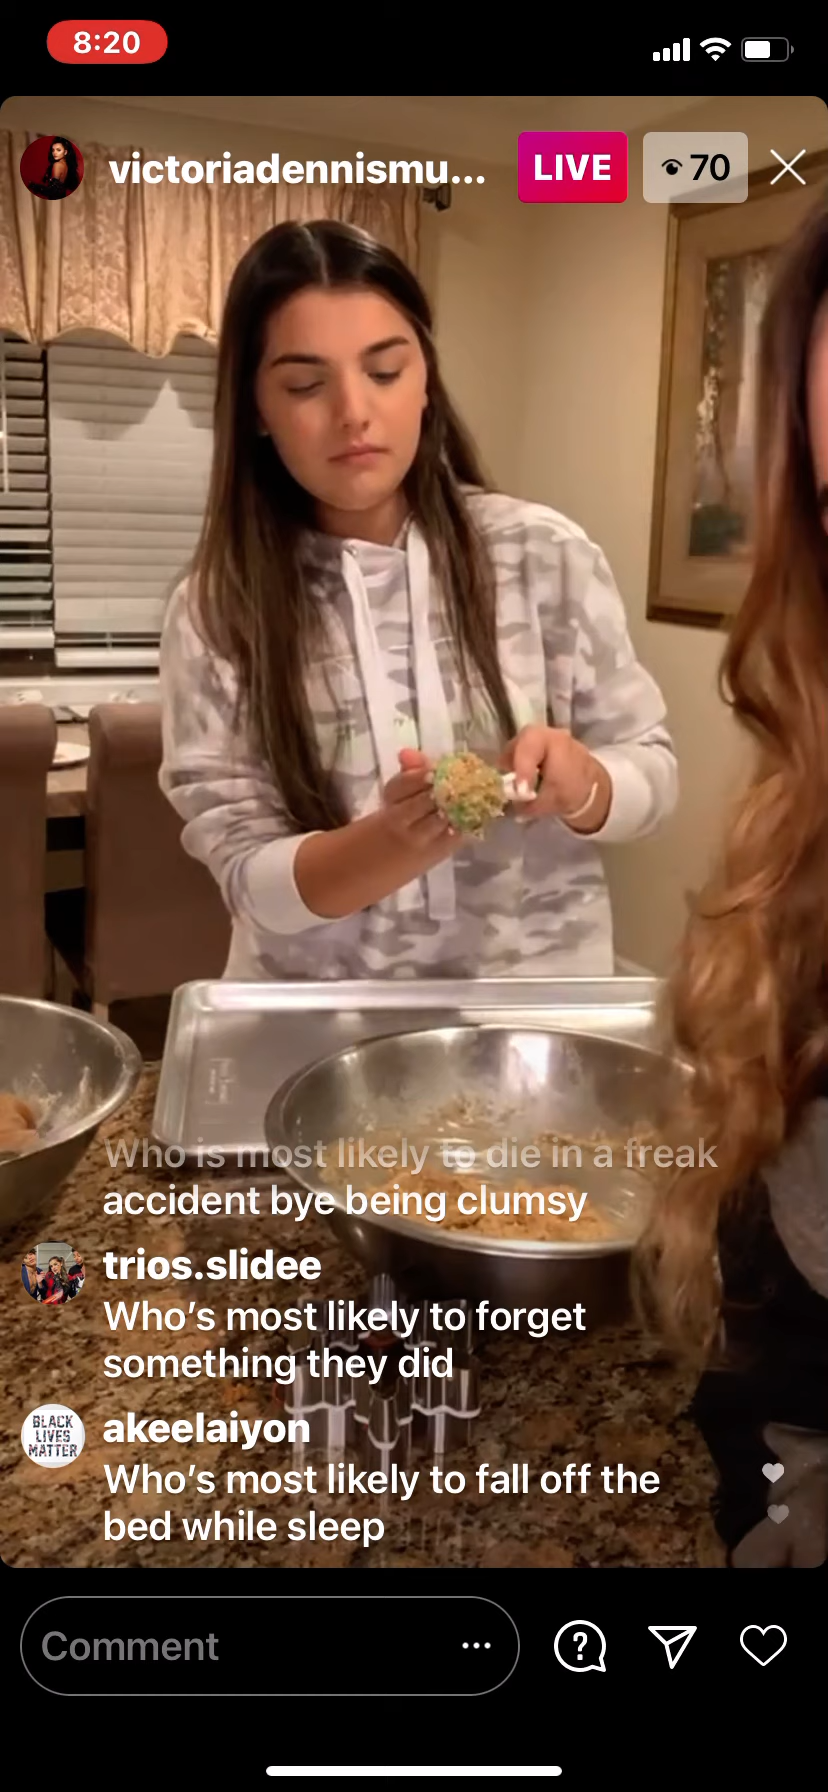 8:20
victoriadennismu...
LIVE
70
Who is most likely to die in a freak
accident bye being clumsy
trios.slidee
Who's most likely to forget
something they did
BLACK
LIVES
MATTER
akeelaiyon
Who's most likely to fall off the
bed while sleep
Comment